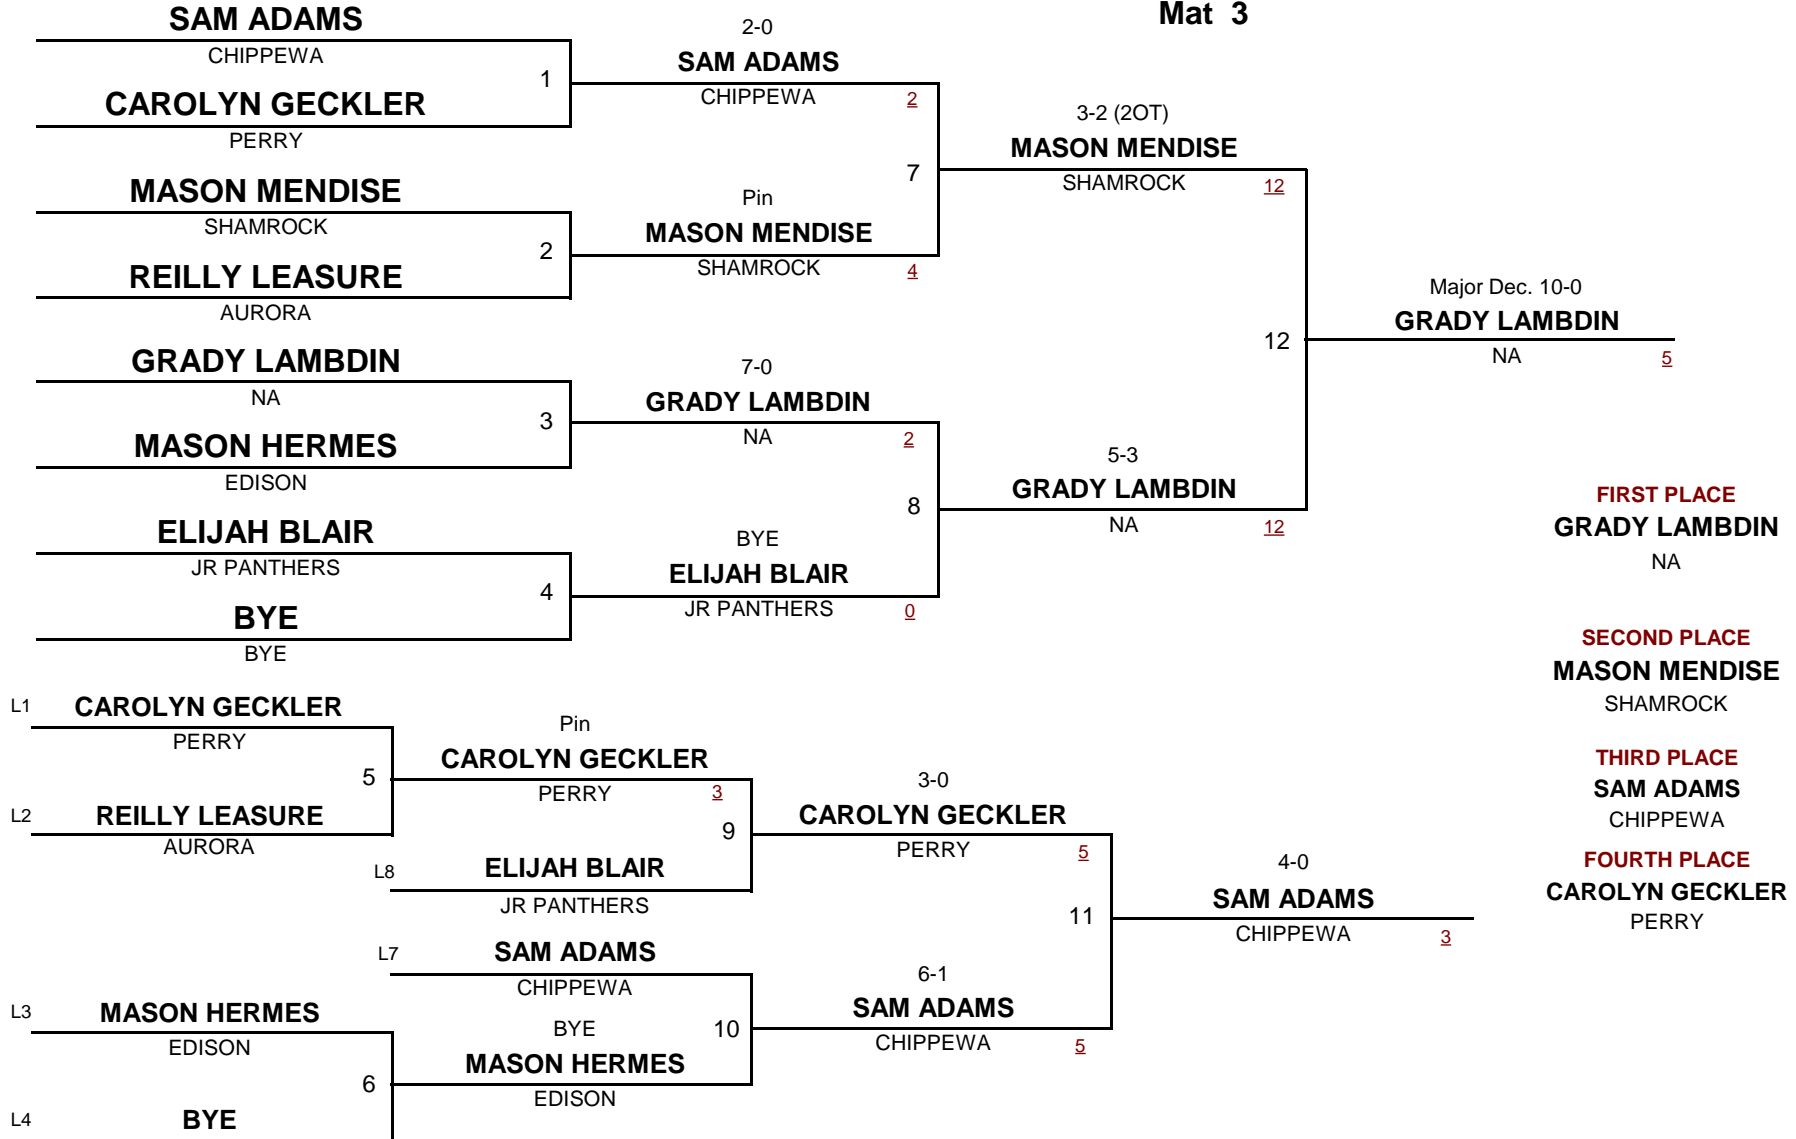 Mat 3
SAM ADAMS
CHIPPEWA
1
CAROLYN GECKLER
PERRY
MASON MENDISE
SHAMROCK
2
REILLY LEASURE
AURORA
GRADY LAMBDIN
NA
3
MASON HERMES
EDISON
ELIJAH BLAIR
JR PANTHERS
4
BYE
BYE
2-0
SAM ADAMS
CHIPPEWA
2
7
Pin
MASON MENDISE
SHAMROCK
4
7-0
GRADY LAMBDIN
NA
2
8
BYE
ELIJAH BLAIR
JR PANTHERS
0
3-2 (2OT)
MASON MENDISE
SHAMROCK
12
12
5-3
GRADY LAMBDIN
NA
12
Major Dec. 10-0
GRADY LAMBDIN
NA
5
FIRST PLACE
GRADY LAMBDIN
NA
SECOND PLACE
MASON MENDISE
SHAMROCK
THIRD PLACE
SAM ADAMS
CHIPPEWA
FOURTH PLACE
CAROLYN GECKLER
PERRY
L1
CAROLYN GECKLER
PERRY
5
L2
REILLY LEASURE
AURORA
L3
MASON HERMES
EDISON
6
L4
BYE
Pin
CAROLYN GECKLER
PERRY
3
9
L8
ELIJAH BLAIR
JR PANTHERS
L7
SAM ADAMS
CHIPPEWA
BYE
10
MASON HERMES
EDISON
3-0
CAROLYN GECKLER
PERRY
5
11
6-1
SAM ADAMS
CHIPPEWA
5
4-0
SAM ADAMS
CHIPPEWA
3